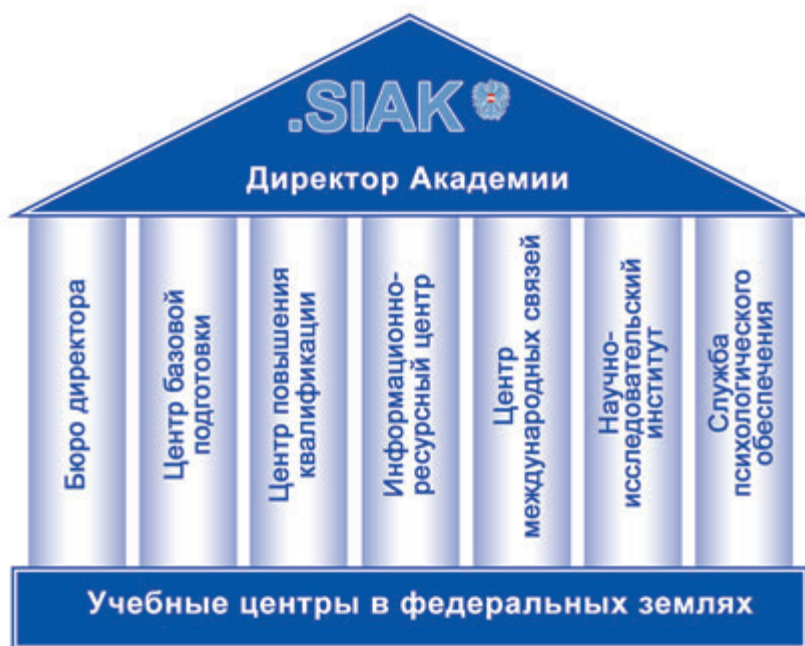 .SIAK
Директор Академии
Бюро директора
Центр базовой
подготовки
Центр повышения
квалификации
Информационно-
ресурсный центр
Центр
международных связей
Научно-
исследовательский
институт
Служба
психологического
обеспечения
Учебные центры в федеральных землях